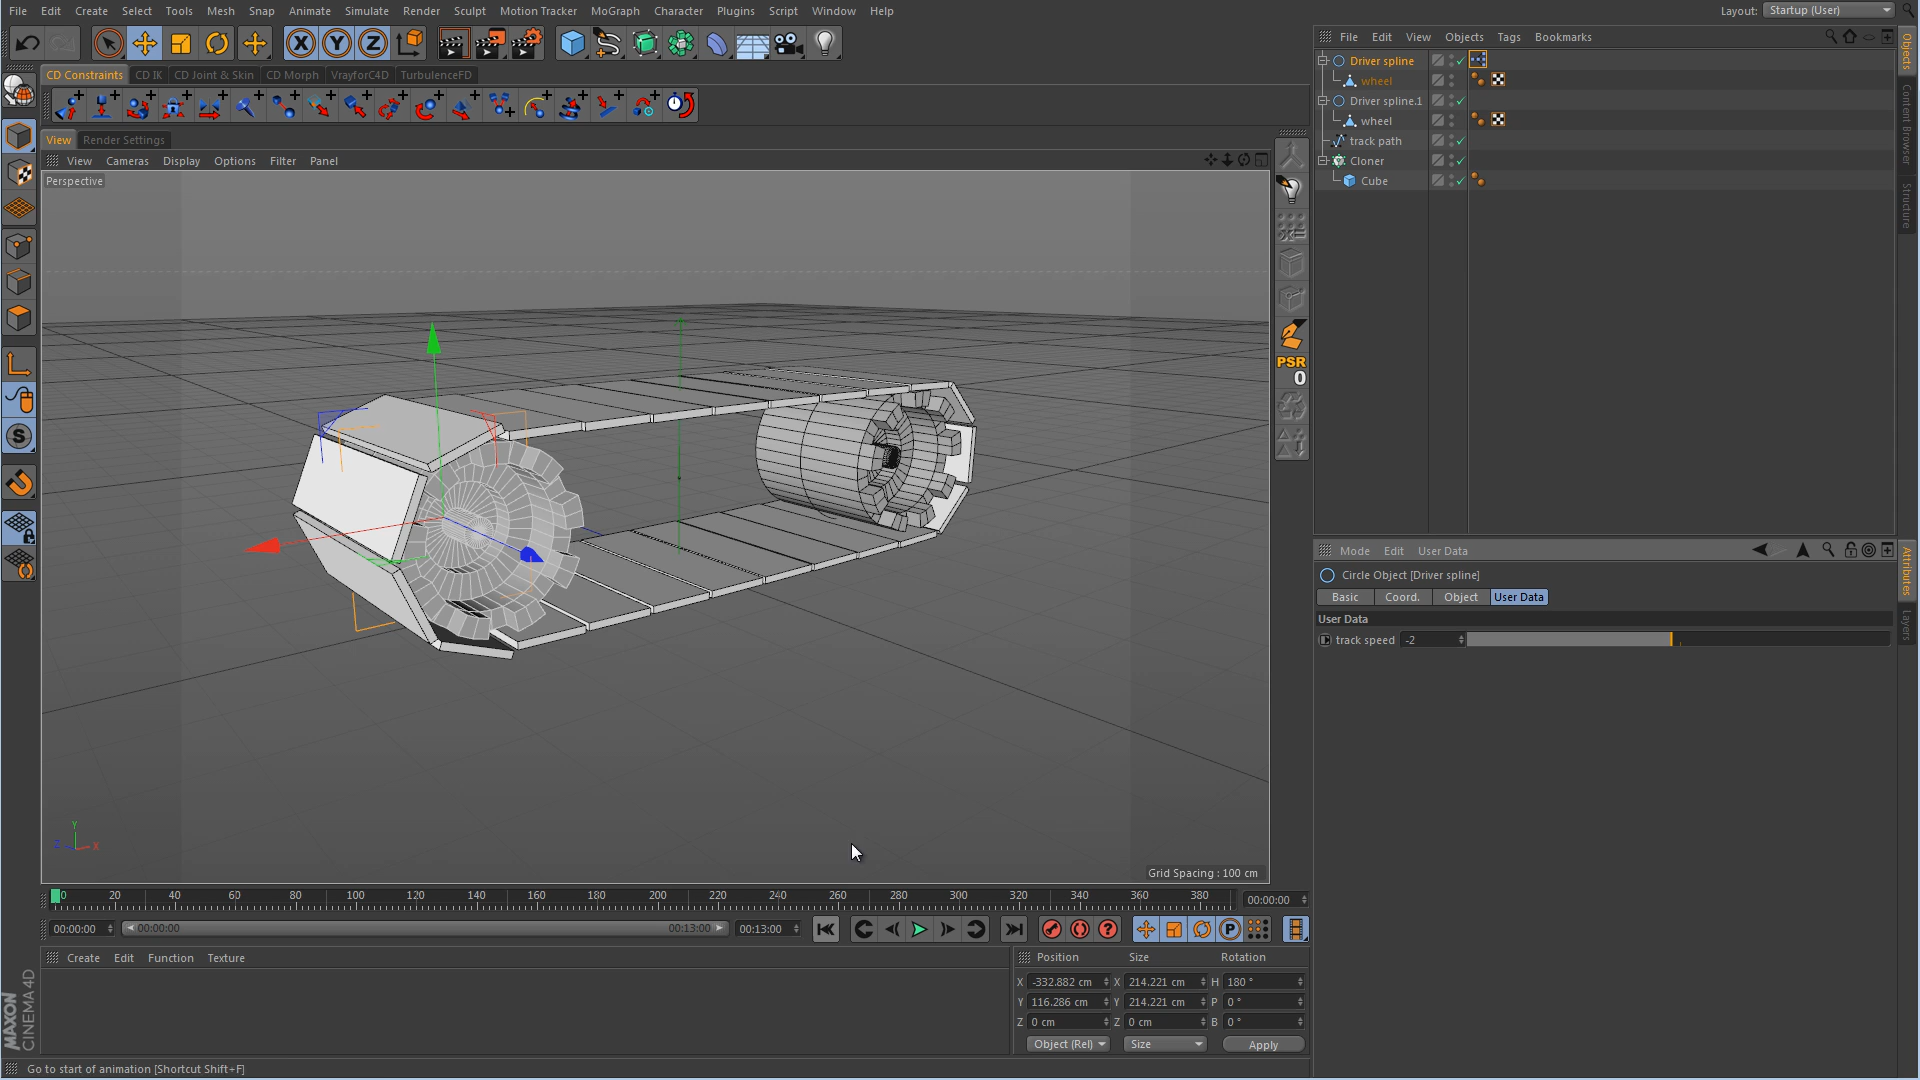 File Edit Create Select Tools Mesh Snap Animate Simulate Render Sculpt Motion Tracker MoGraph Character Plugins Script Window Help
Layout: Startup (User)
X Y Z
CD Constraints CD IK CD Joint & Skin CD Morph VrayforC4D TurbulenceFD
View Render Settings
View Cameras Display Options Filter Panel
Perspective
Y
Z X
Grid Spacing : 100 cm
PSR
0
S
File Edit View Objects Tags Bookmarks
Driver spline
wheel
Driver spline.1
wheel
track path
Cloner
Cube
Objects
Content Browser
Structure
Mode Edit User Data
Circle Object [Driver spline]
Basic Coord. Object User Data
User Data
track speed -2
Attributes
Layers
0 20 40 60 80 100 120 140 160 180 200 220 240 260 280 300 320 340 360 380 00:00:00
00:00:00 00:00:00 00:13:00 00:13:00
? P
Create Edit Function Texture
Position Size Rotation
X -332.882 cm X 214.221 cm H 180 °
Y 116.286 cm Y 214.221 cm P 0 °
Z 0 cm Z 0 cm B 0 °
Object (Rel) Size Apply
MAXON
CINEMA 4D
Go to start of animation [Shortcut Shift+F]